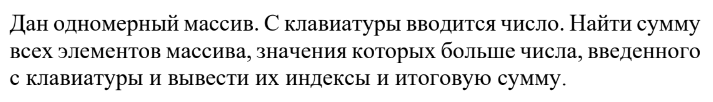 Дан одномерный массив. С клавиатуры вводится число. Найти сумму
всех элементов массива, значения которых больше числа, введенного
с клавиатуры и вывести их индексы и итоговую сумму.